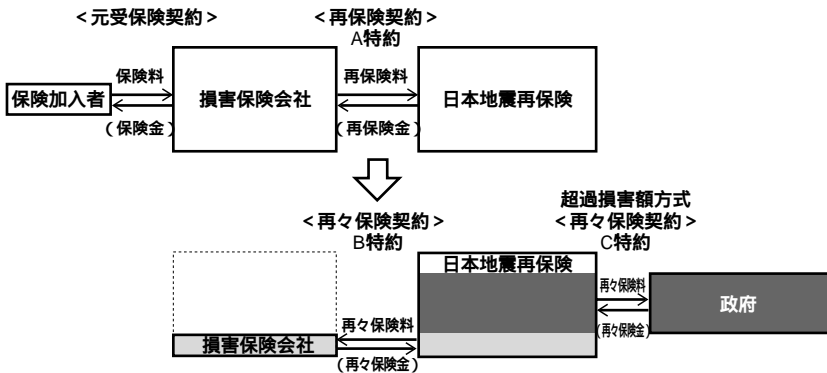 <元受保険契約>
<再保険契約>
A特約
保険加入者
保険料
(保険金)
損害保険会社
再保険料
(再保険金)
日本地震再保険
<再々保険契約>
B特約
超過損害額方式
<再々保険契約>
C特約
損害保険会社
再々保険料
(再々保険金)
日本地震再保険
再々保険料
(再々保険金)
政府